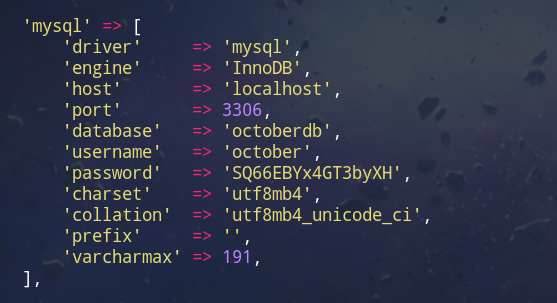 'mysql' => [
    'driver'     => 'mysql',
    'engine'     => 'InnoDB',
    'host'       => 'localhost',
    'port'       => 3306,
    'database'   => 'octoberdb',
    'username'   => 'october',
    'password'   => 'SQ66EBYx4GT3byXH',
    'charset'    => 'utf8mb4',
    'collation'  => 'utf8mb4_unicode_ci',
    'prefix'     => '',
    'varcharmax' => 191,
],